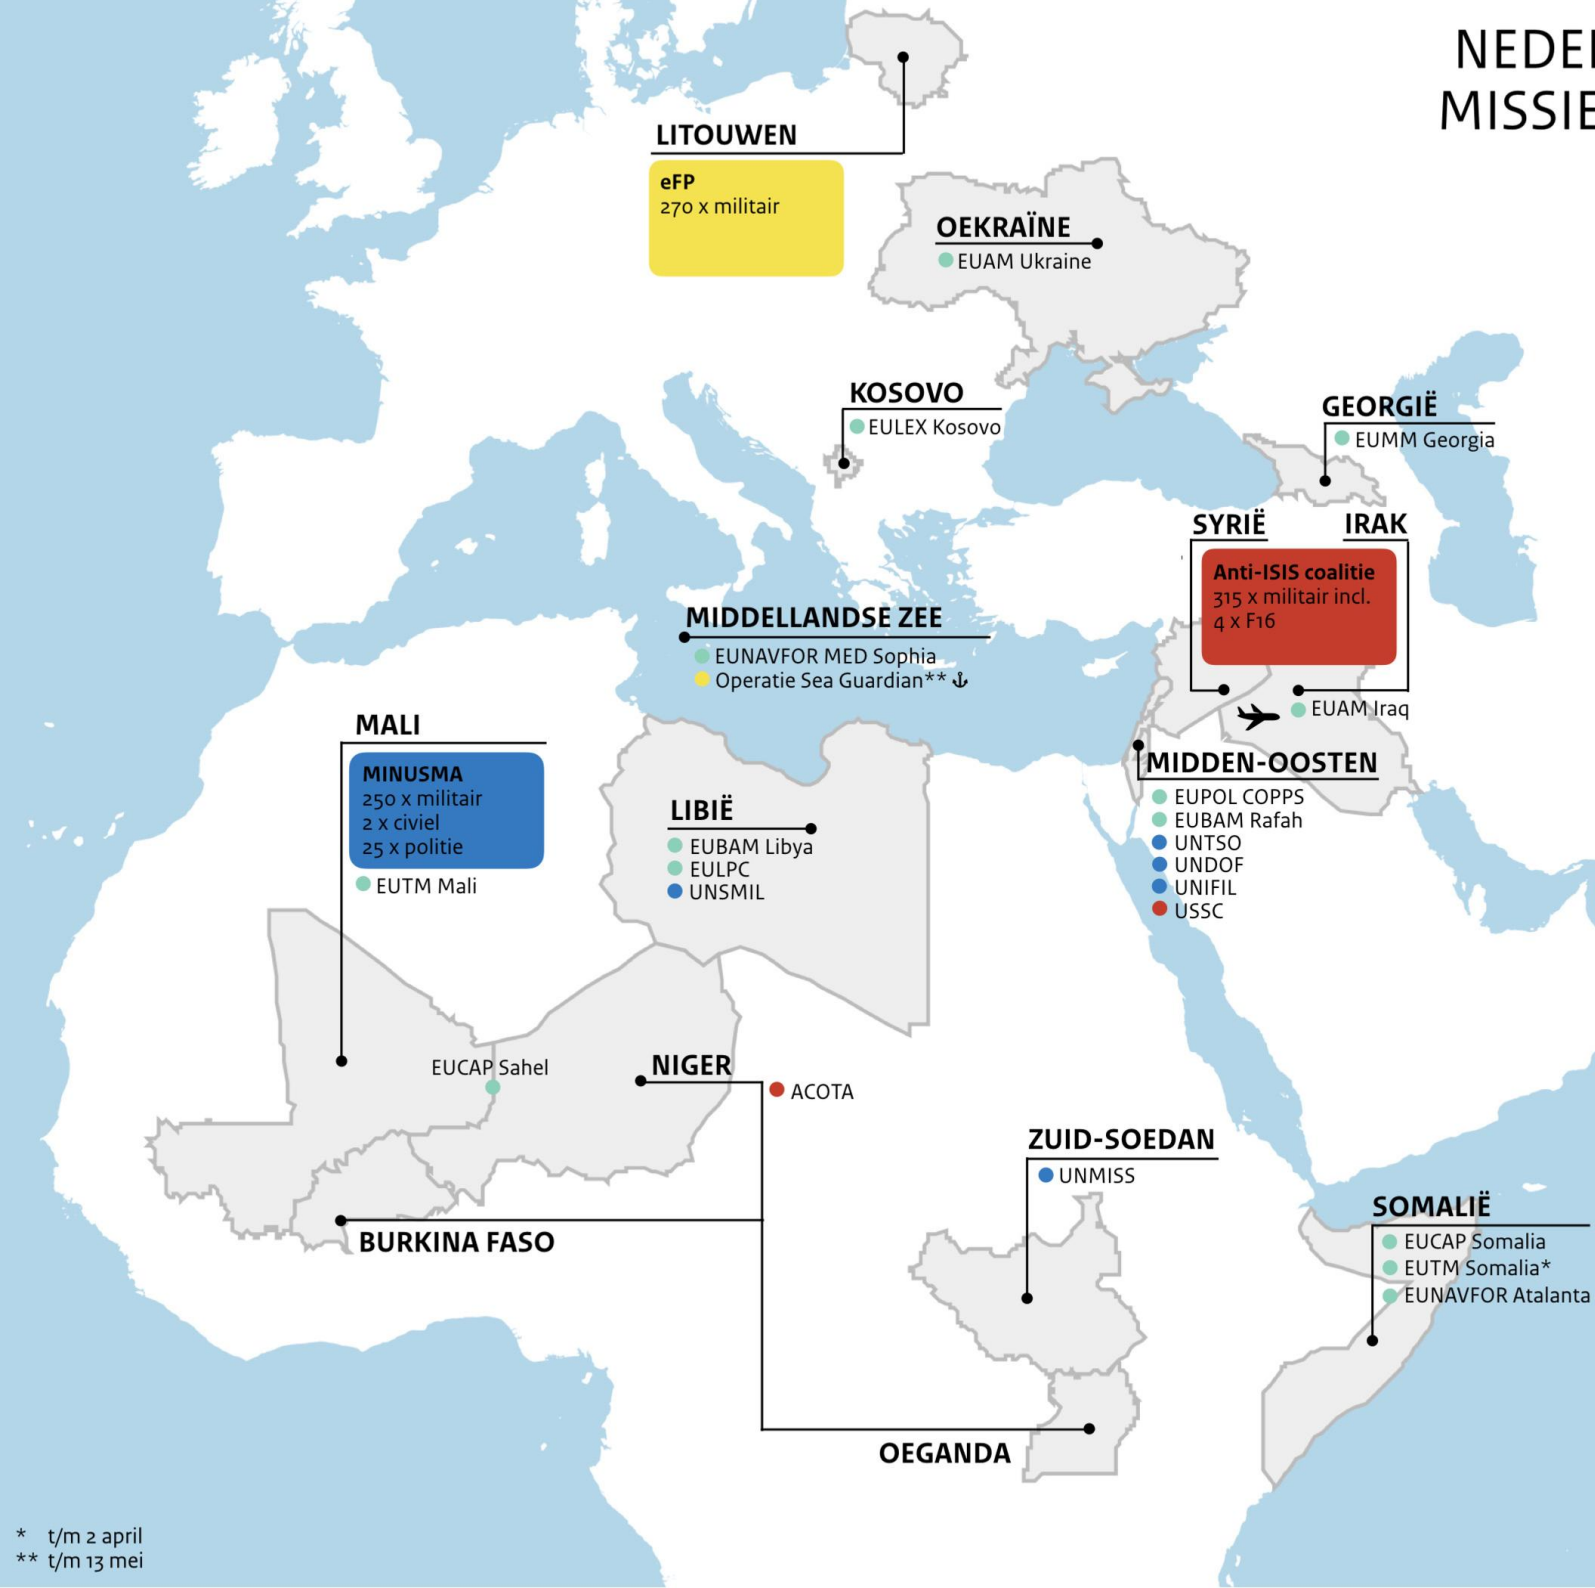 NEDE
MISSIE
LITOUWEN
eFP
270 x militair
OEKRAÏNE
EUAM Ukraine
KOSOVO
EULEX Kosovo
GEORGIË
EUMM Georgia
SYRIË
IRAK
Anti-ISIS coalitie
315 x militair incl.
4 x F16
EUAM Iraq
MIDDELLANDSE ZEE
EUNAVFOR MED Sophia
Operatie Sea Guardian**
MALI
MINUSMA
250 x militair
2 x civiel
25 x politie
EUTM Mali
LIBIË
EUBAM Libya
EULPC
UNSMIL
MIDDEN-OOSTEN
EUPOL COPPS
EUBAM Rafah
UNTSO
UNDOF
UNIFIL
USSC
EUCAP Sahel
NIGER
ACOTA
BURKINA FASO
ZUID-SOEDAN
UNMISS
SOMALIË
EUCAP Somalia
EUTM Somalia*
EUNAVFOR Atalanta
OEGANDA
* t/m 2 april
** t/m 13 mei